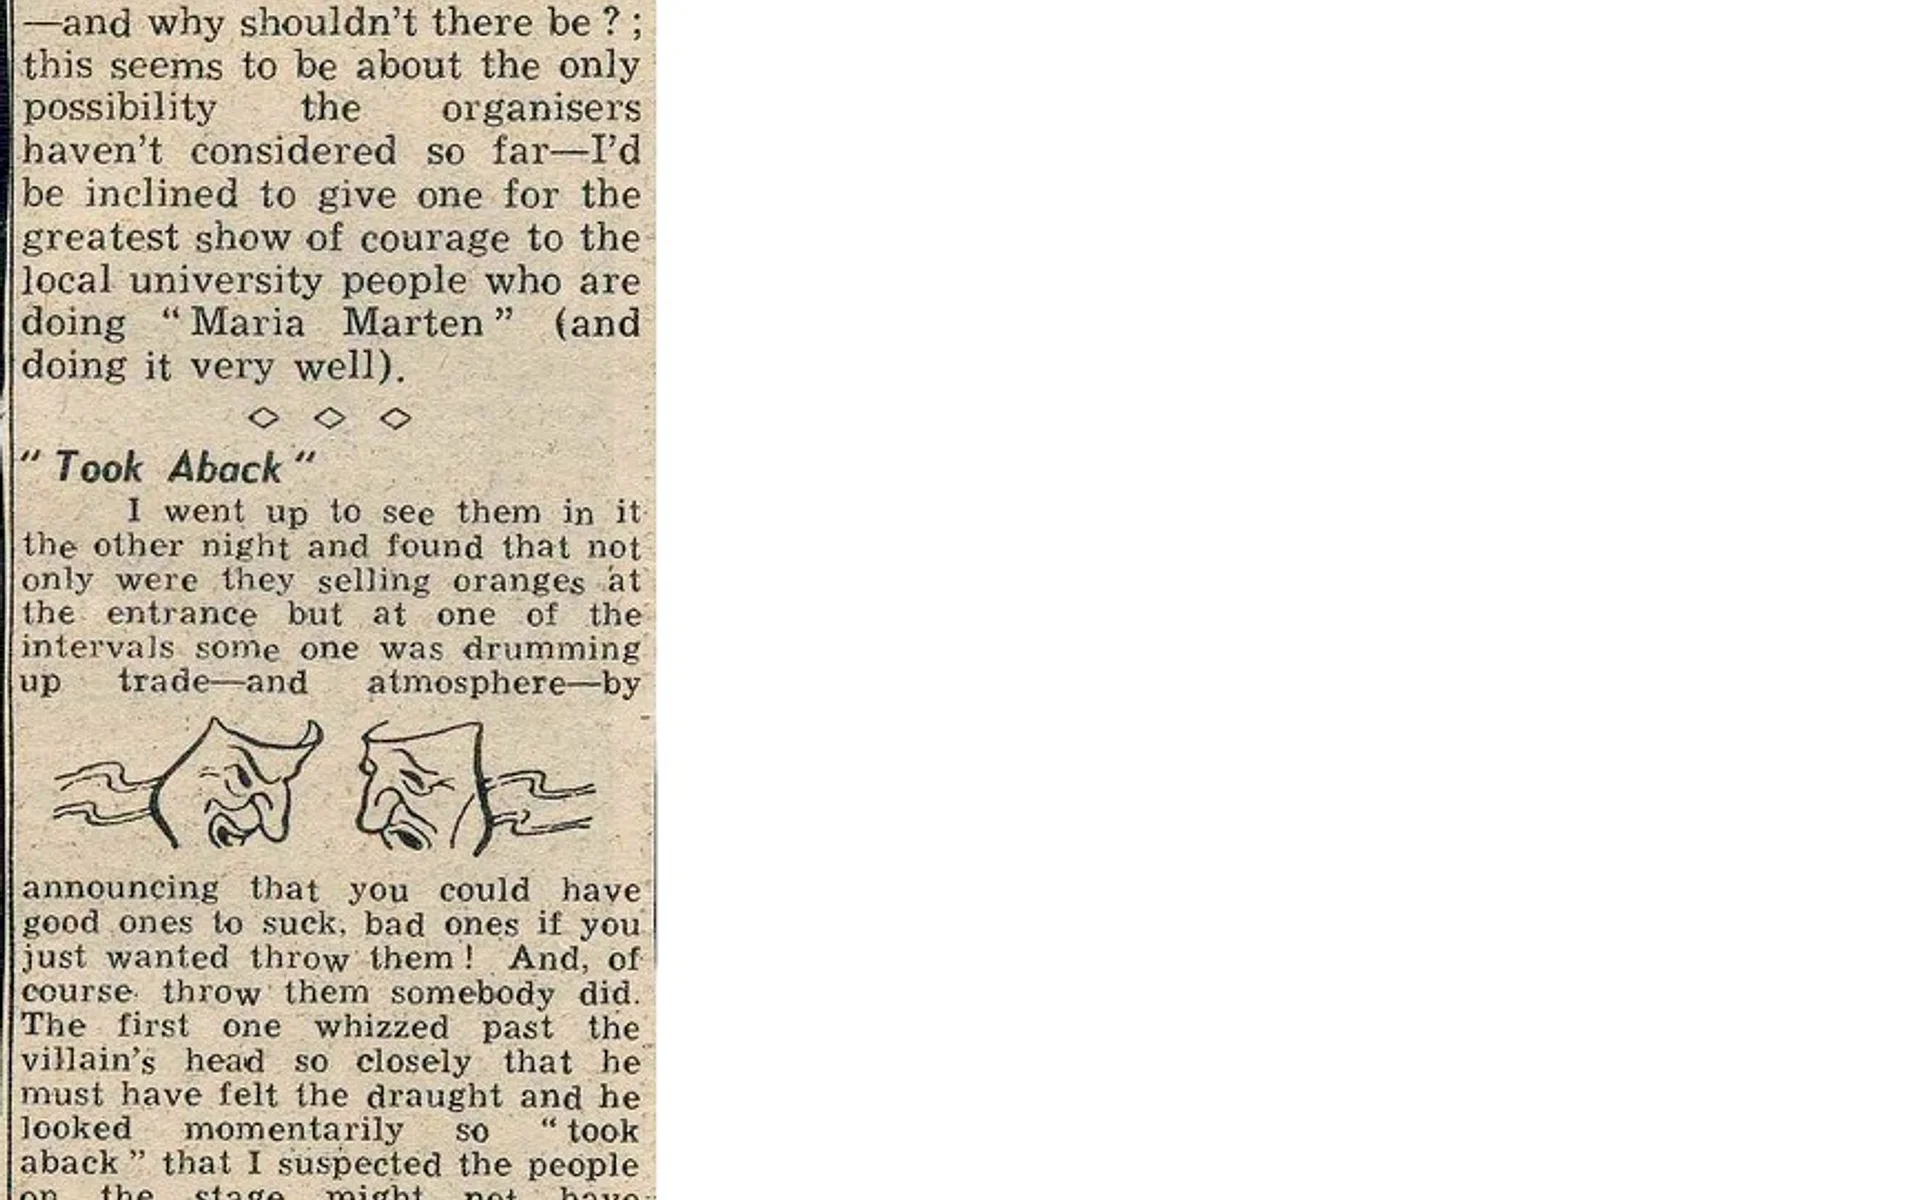 —and why shouldn't there be?;
this seems to be about the only
possibility the organisers
haven't considered so far—I'd
be inclined to give one for the
greatest show of courage to the
local university people who are
doing "Maria Marten" (and
doing it very well).
"Took Aback"
I went up to see them in it
the other night and found that not
only were they selling oranges at
the entrance but at one of the
intervals some one was drumming
up trade—and atmosphere—by
announcing that you could have
good ones to suck, bad ones if you
just wanted throw them! And, of
course throw them somebody did.
The first one whizzed past the
villain's head so closely that he
must have felt the draught and he
looked momentarily so "took
aback" that I suspected the people
on the stage might not have